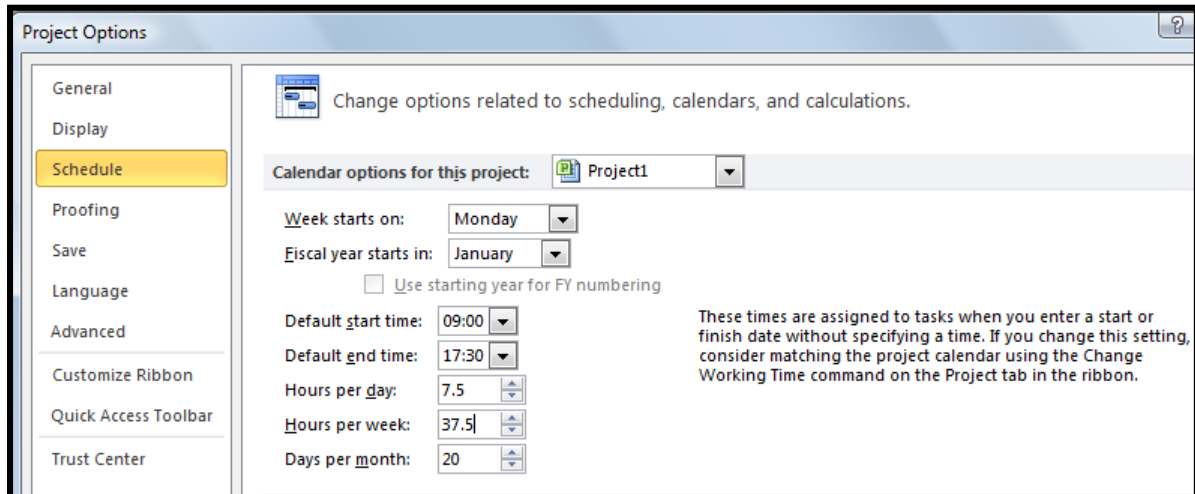 Project Options
?
General
Display
Schedule
Proofing
Save
Language
Advanced
Customize Ribbon
Quick Access Toolbar
Trust Center
Change options related to scheduling, calendars, and calculations.
Calendar options for this project: Project1
Week starts on: Monday
Fiscal year starts in: January
Use starting year for FY numbering
Default start time: 09:00
Default end time: 17:30
Hours per day: 7.5
Hours per week: 37.5
Days per month: 20
These times are assigned to tasks when you enter a start or
finish date without specifying a time. If you change this setting,
consider matching the project calendar using the Change
Working Time command on the Project tab in the ribbon.